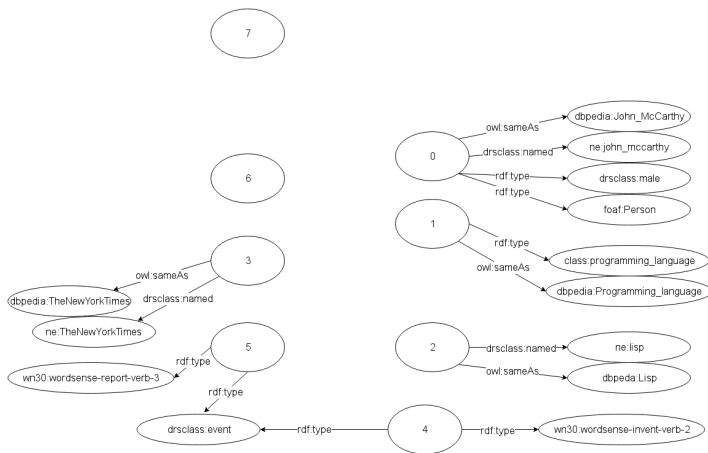 7
dbpedia:John_McCarthy
owl:sameAs
ne:john_mccarthy
drsclass:named
0
rdf:type
drsclass:male
rdf:type
foaf:Person
6
1
rdf:type
class:programming_language
owl:sameAs
dbpedia:Programming_language
3
owl:sameAs
dbpedia:TheNewYorkTimes
drsclass:named
ne:TheNewYorkTimes
5
rdf:type
wn30:wordsense-report-verb-3
rdf:type
2
drsclass:named
ne:lisp
owl:sameAs
dbpeda:Lisp
drsclass:event
rdf:type
4
rdf:type
wn30:wordsense-invent-verb-2